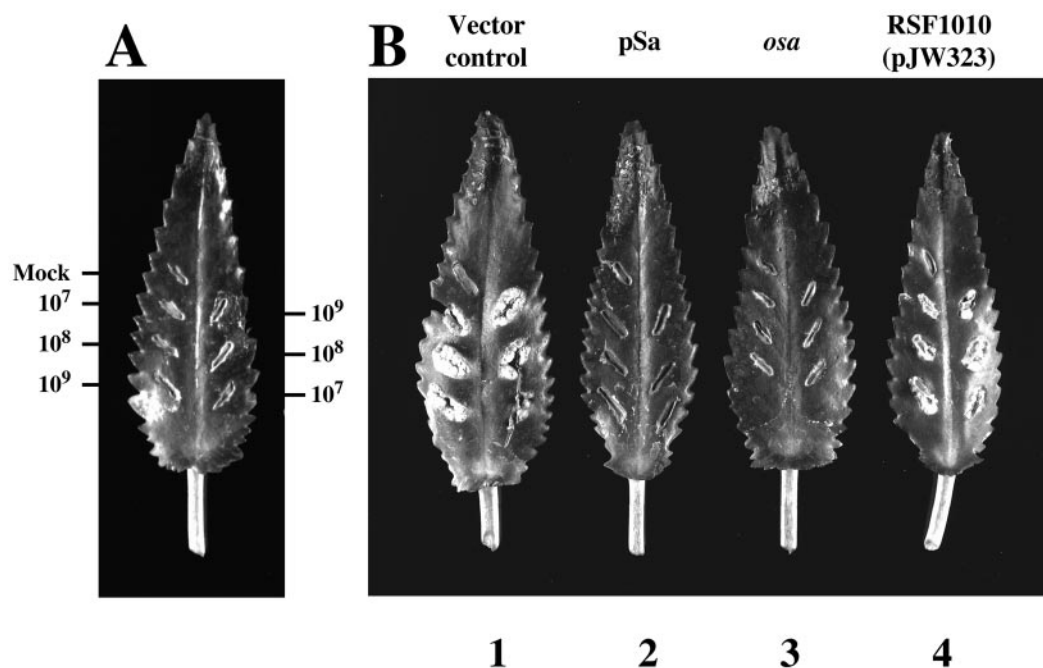 A
B
Vector
control
pSa
osa
RSF1010
(pJW323)
Mock
10⁷
10⁸
10⁹
10⁹
10⁸
10⁷
1
2
3
4